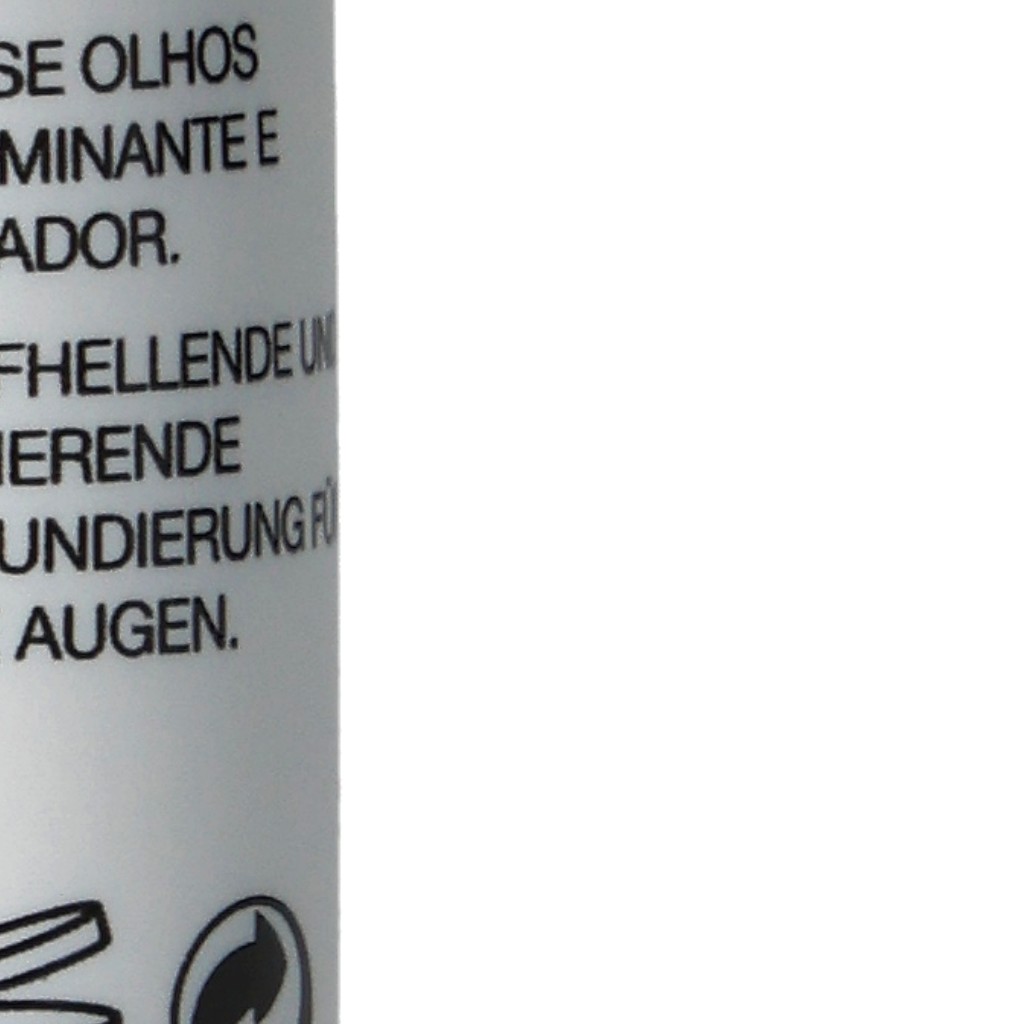 SE OLHOS
MINANTE E
ADOR.
FHELLENDE UN
IERENDE
UNDIERUNG FÜ
AUGEN.